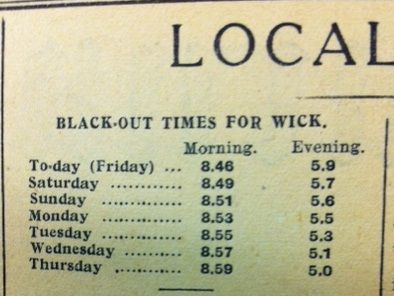 LOCAL
BLACK-OUT TIMES FOR WICK.
Morning. Evening.
To-day (Friday) ... 8.46 5.9
Saturday ............ 8.49 5.7
Sunday .............. 8.51 5.6
Monday .............. 8.53 5.5
Tuesday ............. 8.55 5.3
Wednesday ........... 8.57 5.1
Thursday ............ 8.59 5.0